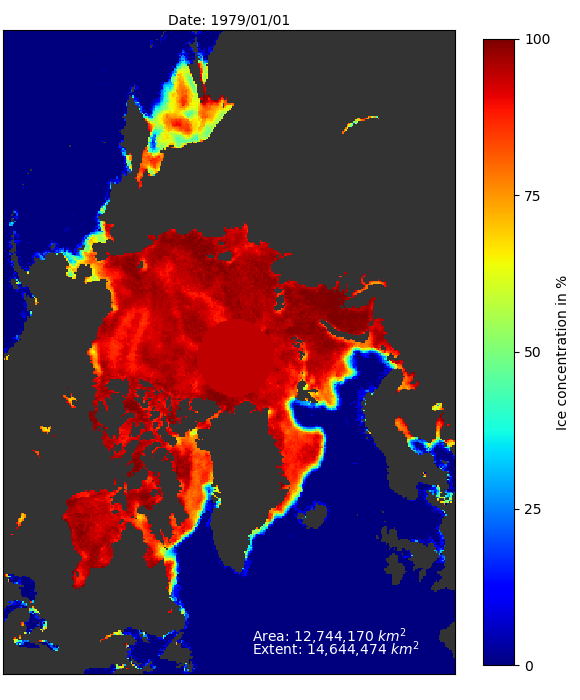 Date: 1979/01/01
100
75
50
25
0
Ice concentration in %
Area: 12,744,170 km²
Extent: 14,644,474 km²